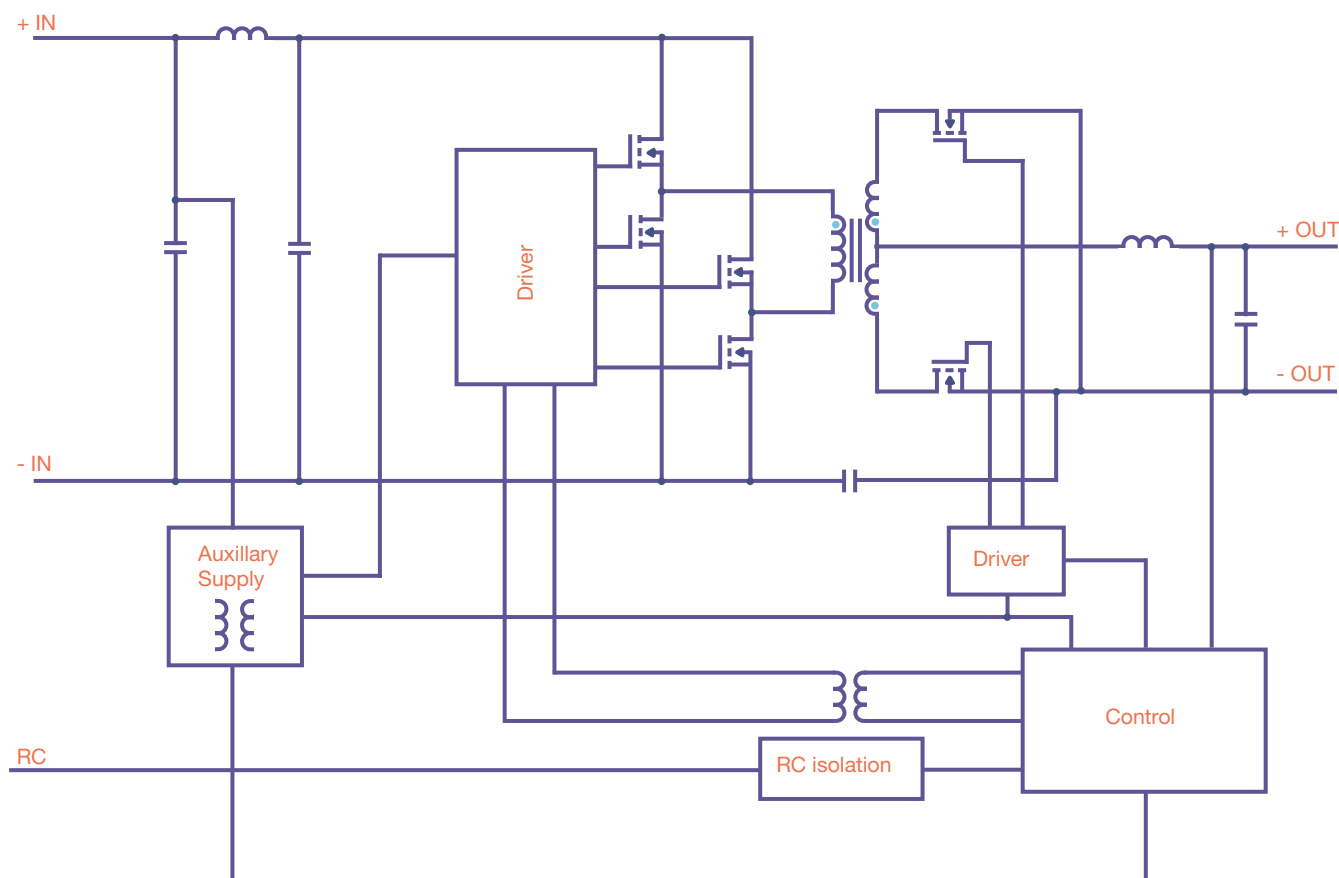 + IN
+ OUT
Driver
- OUT
- IN
Auxillary
Supply
Driver
Control
RC
RC isolation